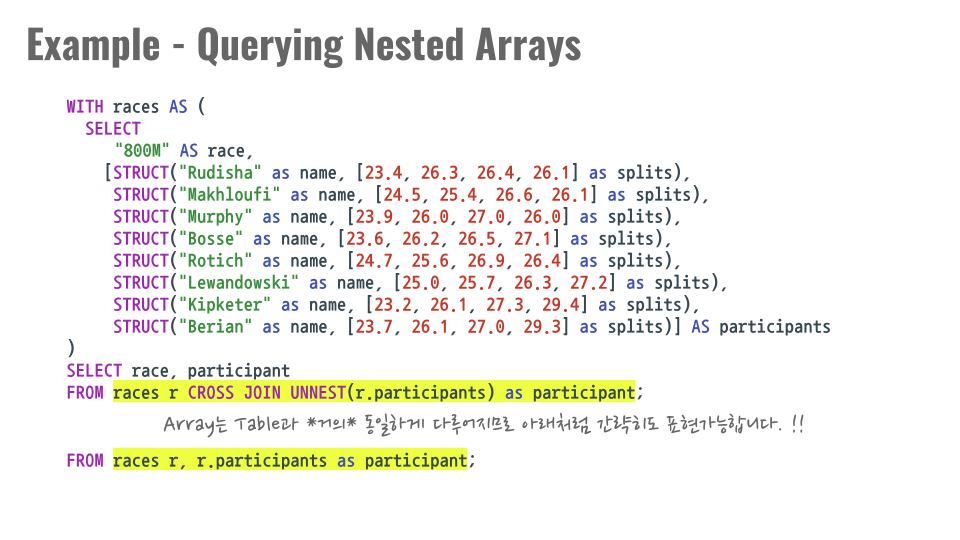 Example - Querying Nested Arrays
WITH races AS (
SELECT
"800M" AS race,
[STRUCT("Rudisha" as name, [23.4, 26.3, 26.4, 26.1] as splits),
STRUCT("Makhloufi" as name, [24.5, 25.4, 26.6, 26.1] as splits),
STRUCT("Murphy" as name, [23.9, 26.0, 27.0, 26.0] as splits),
STRUCT("Bosse" as name, [23.6, 26.2, 26.5, 27.1] as splits),
STRUCT("Rotich" as name, [24.7, 25.6, 26.9, 26.4] as splits),
STRUCT("Lewandowski" as name, [25.0, 25.7, 26.3, 27.2] as splits),
STRUCT("Kipketer" as name, [23.2, 26.1, 27.3, 29.4] as splits),
STRUCT("Berian" as name, [23.7, 26.1, 27.0, 29.3] as splits)] AS participants
)
SELECT race, participant
FROM races r CROSS JOIN UNNEST(r.participants) as participant;
Array는 Table과 *거의* 동일하게 다루어지므로 아래처럼 간략히도 표현가능합니다. !!
FROM races r, r.participants as participant;